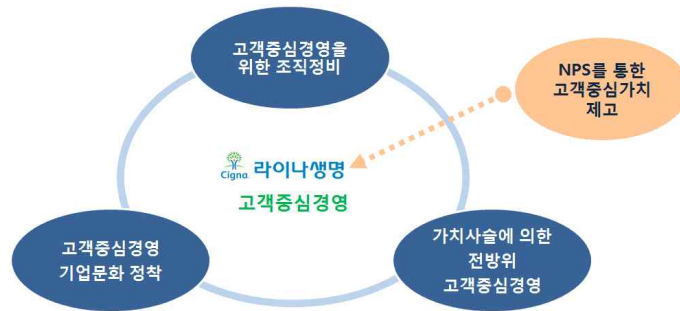 고객중심경영을
위한 조직정비
NPS를 통한
고객중심가치
제고
Cigna. 라이나생명
고객중심경영
고객중심경영
기업문화 정착
가치사슬에 의한
전방위
고객중심경영